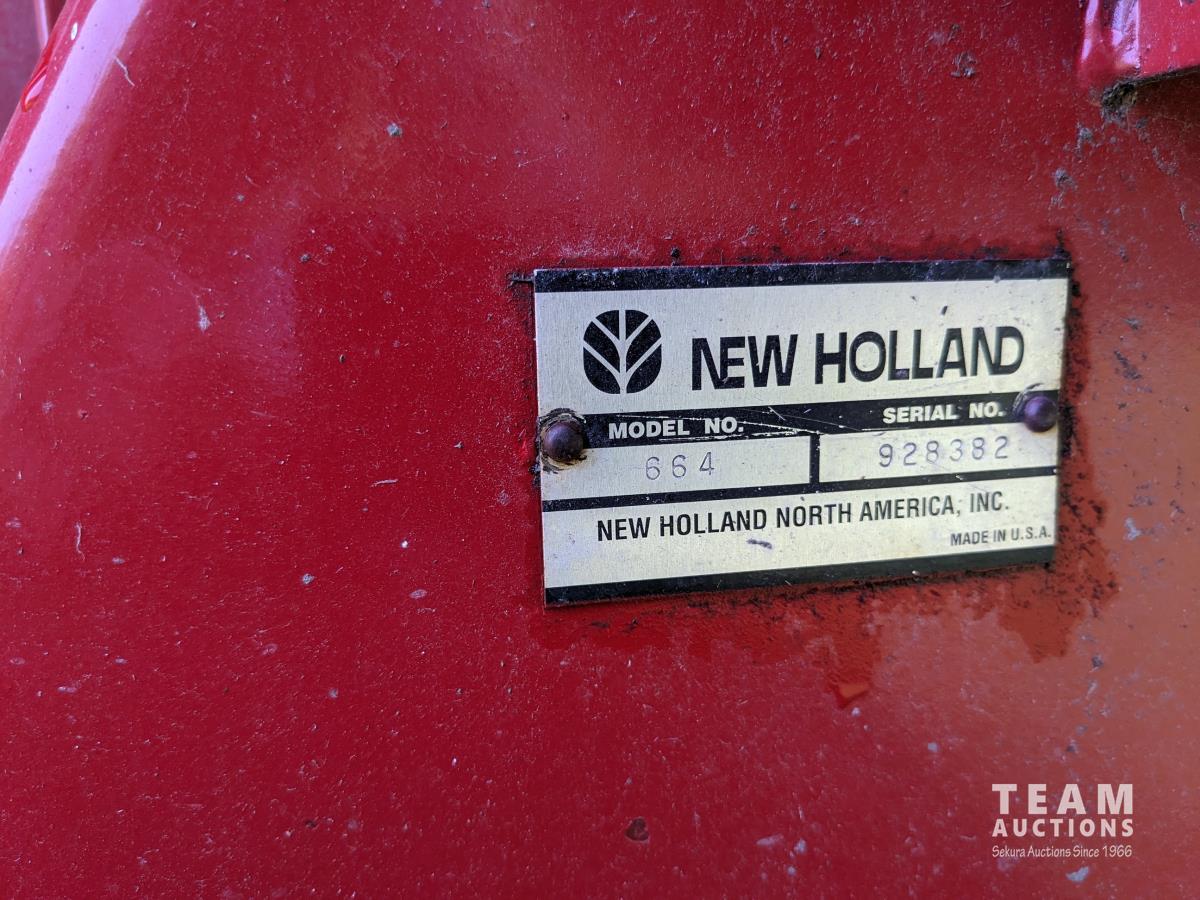 NEW HOLLAND
MODEL NO. SERIAL NO.
664 928382
NEW HOLLAND NORTH AMERICA, INC.
MADE IN U.S.A.
TEAM
AUCTIONS
Sekura Auctions Since 1966